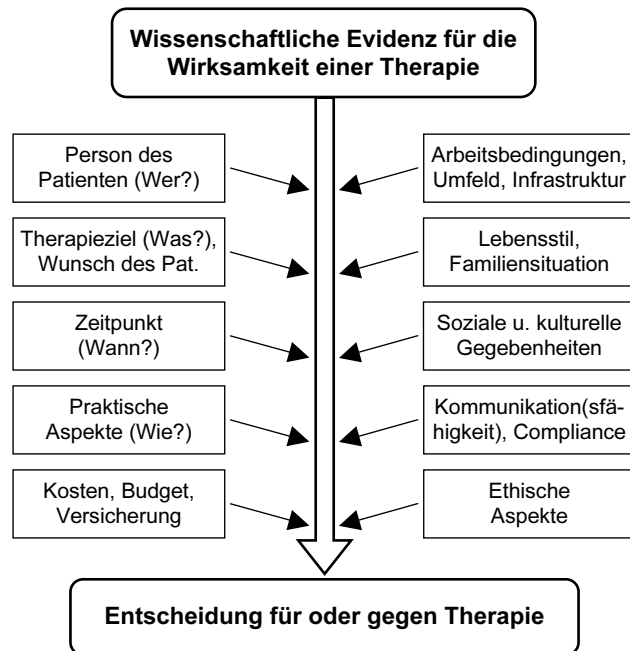 Wissenschaftliche Evidenz für die
Wirksamkeit einer Therapie
Person des
Patienten (Wer?)
Arbeitsbedingungen,
Umfeld, Infrastruktur
Therapieziel (Was?),
Wunsch des Pat.
Lebensstil,
Familiensituation
Zeitpunkt
(Wann?)
Soziale u. kulturelle
Gegebenheiten
Praktische
Aspekte (Wie?)
Kommunikation(sfä-
higkeit), Compliance
Kosten, Budget,
Versicherung
Ethische
Aspekte
Entscheidung für oder gegen Therapie